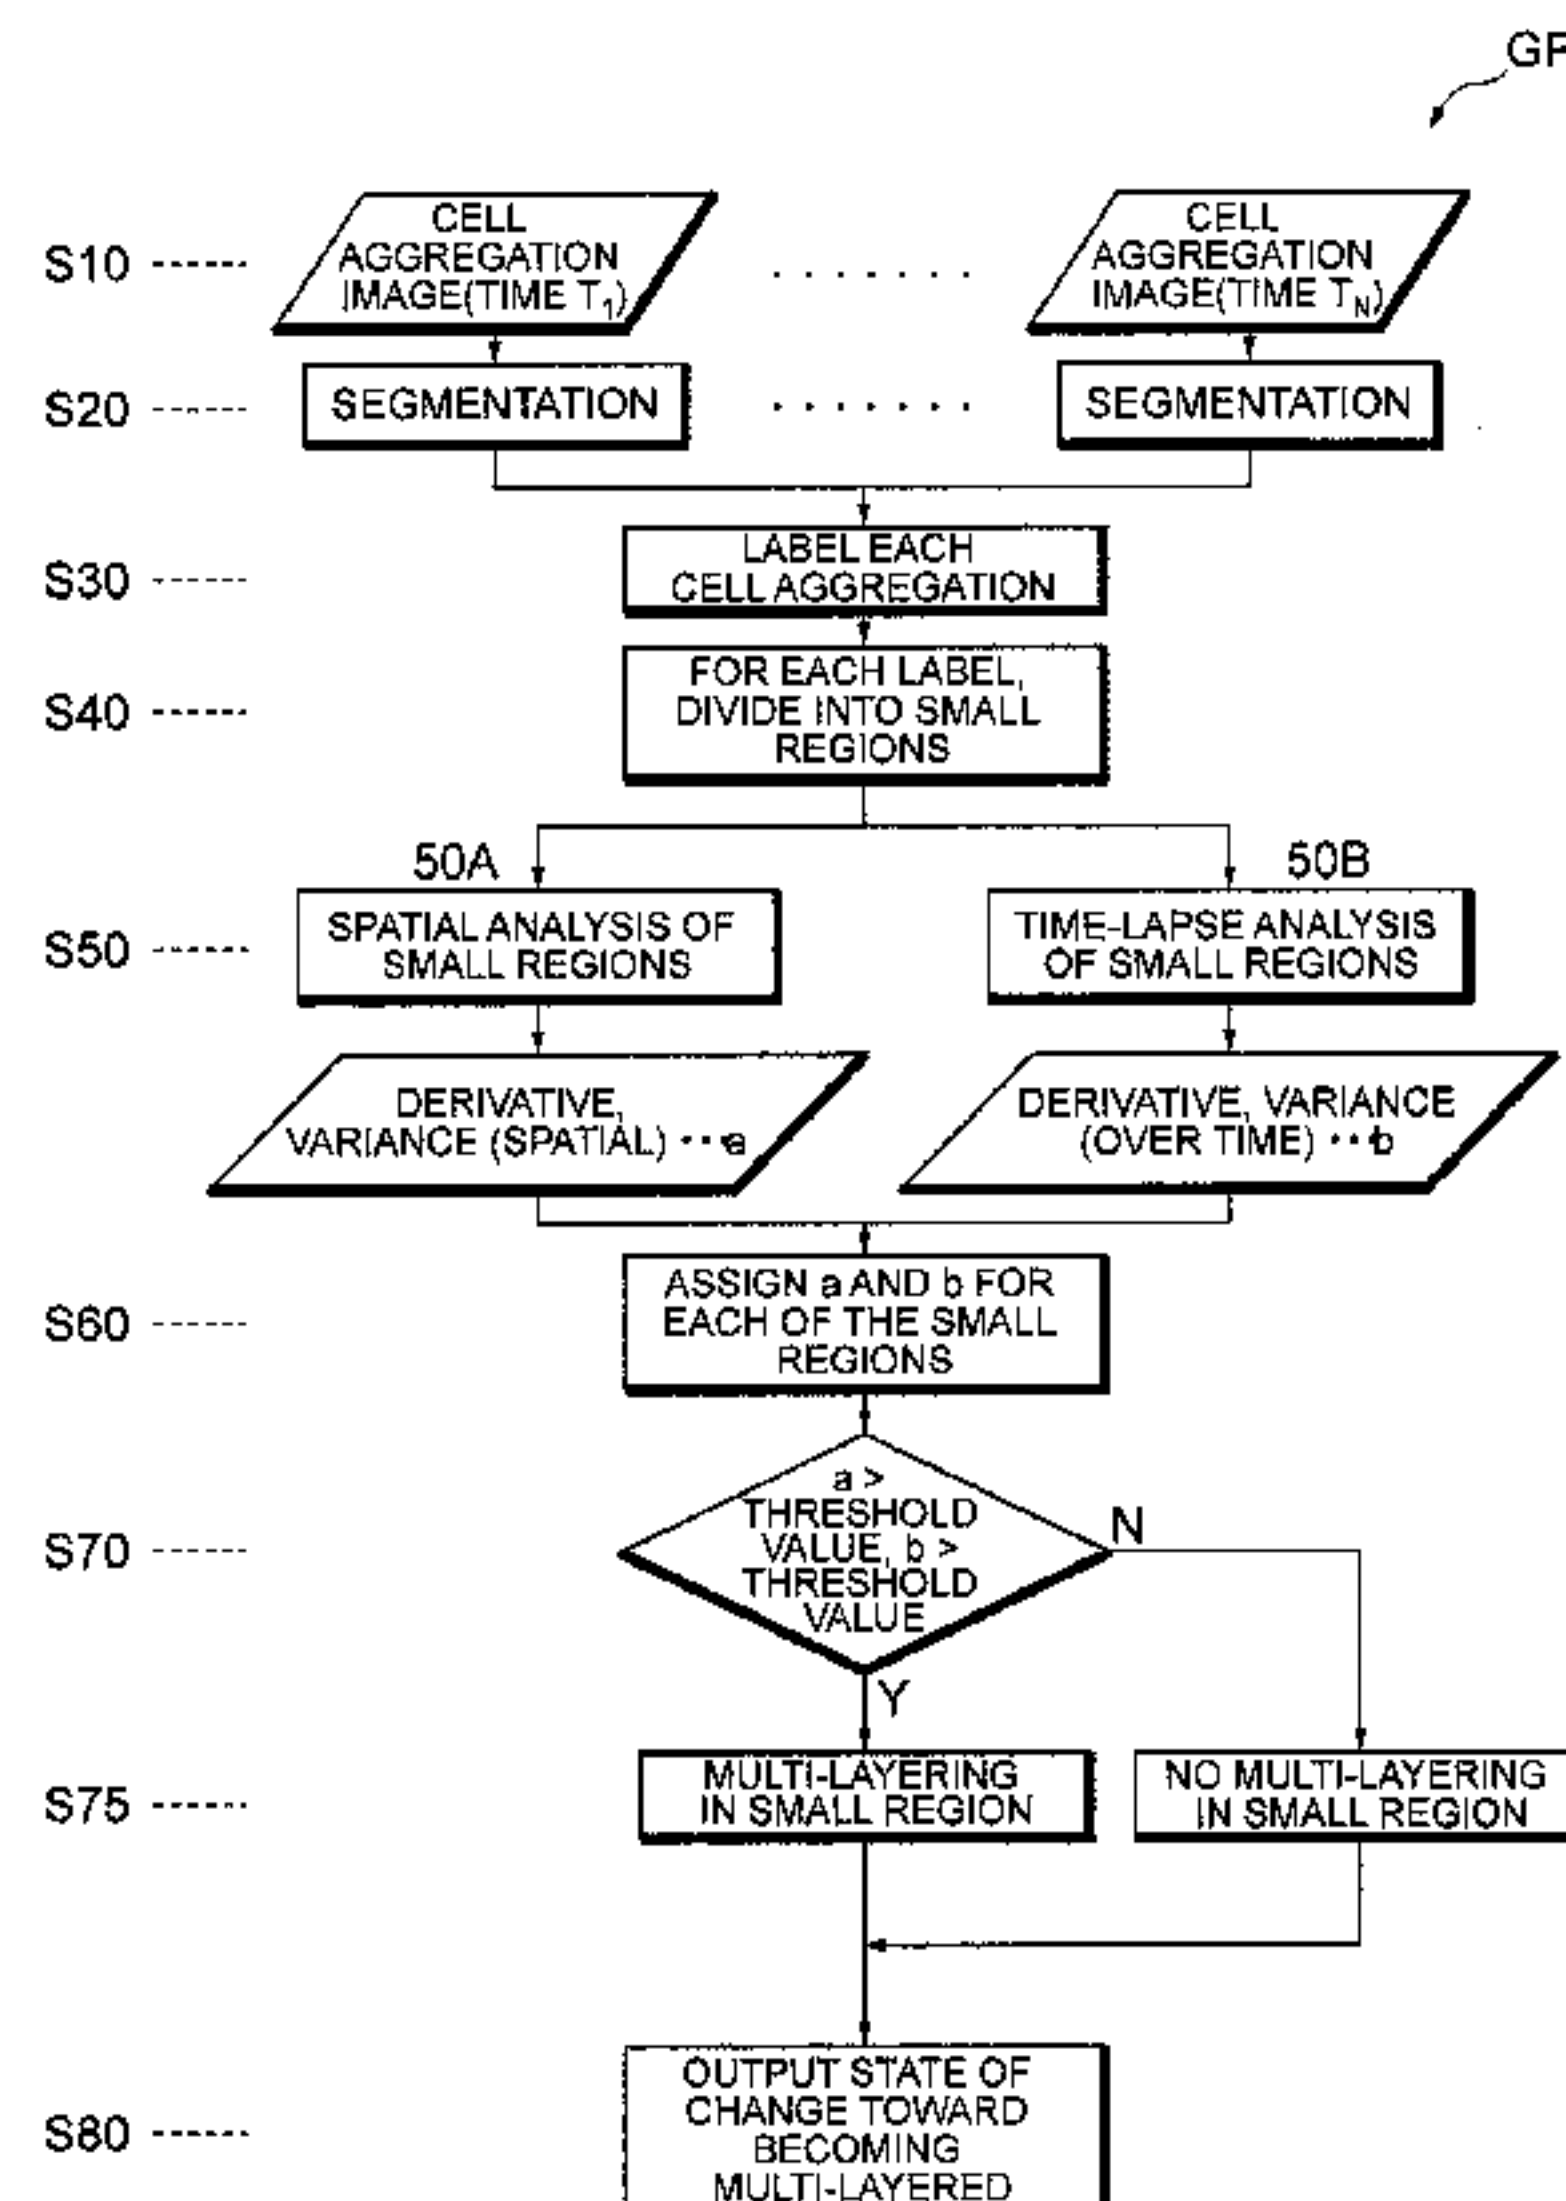 GP
S10
CELL
AGGREGATION
IMAGE(TIME T1)
.......
CELL
AGGREGATION
IMAGE(TIME TN)
S20
SEGMENTATION
.......
SEGMENTATION
S30
LABEL EACH
CELL AGGREGATION
S40
FOR EACH LABEL,
DIVIDE INTO SMALL
REGIONS
50A
50B
S50
SPATIAL ANALYSIS OF
SMALL REGIONS
TIME-LAPSE ANALYSIS
OF SMALL REGIONS
DERIVATIVE,
VARIANCE (SPATIAL) ···a
DERIVATIVE, VARIANCE
(OVER TIME) ···b
S60
ASSIGN a AND b FOR
EACH OF THE SMALL
REGIONS
S70
a >
THRESHOLD
VALUE, b >
THRESHOLD
VALUE
N
Y
S75
MULTI-LAYERING
IN SMALL REGION
NO MULTI-LAYERING
IN SMALL REGION
S80
OUTPUT STATE OF
CHANGE TOWARD
BECOMING
MULTI-LAYERED